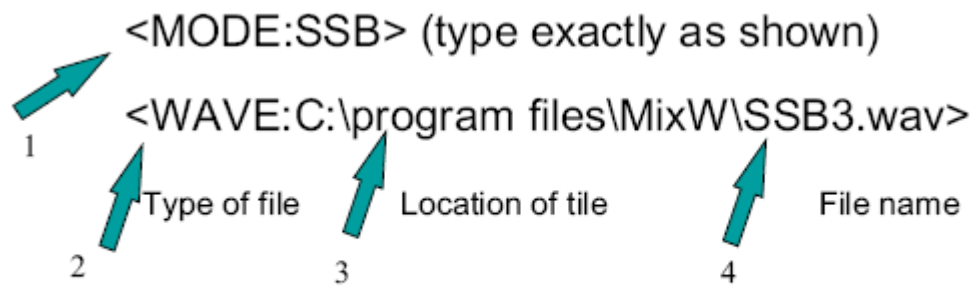 <MODE:SSB> (type exactly as shown)
<WAVE:C:\program files\MixW\SSB3.wav>
1
Type of file Location of tile File name
2 3 4